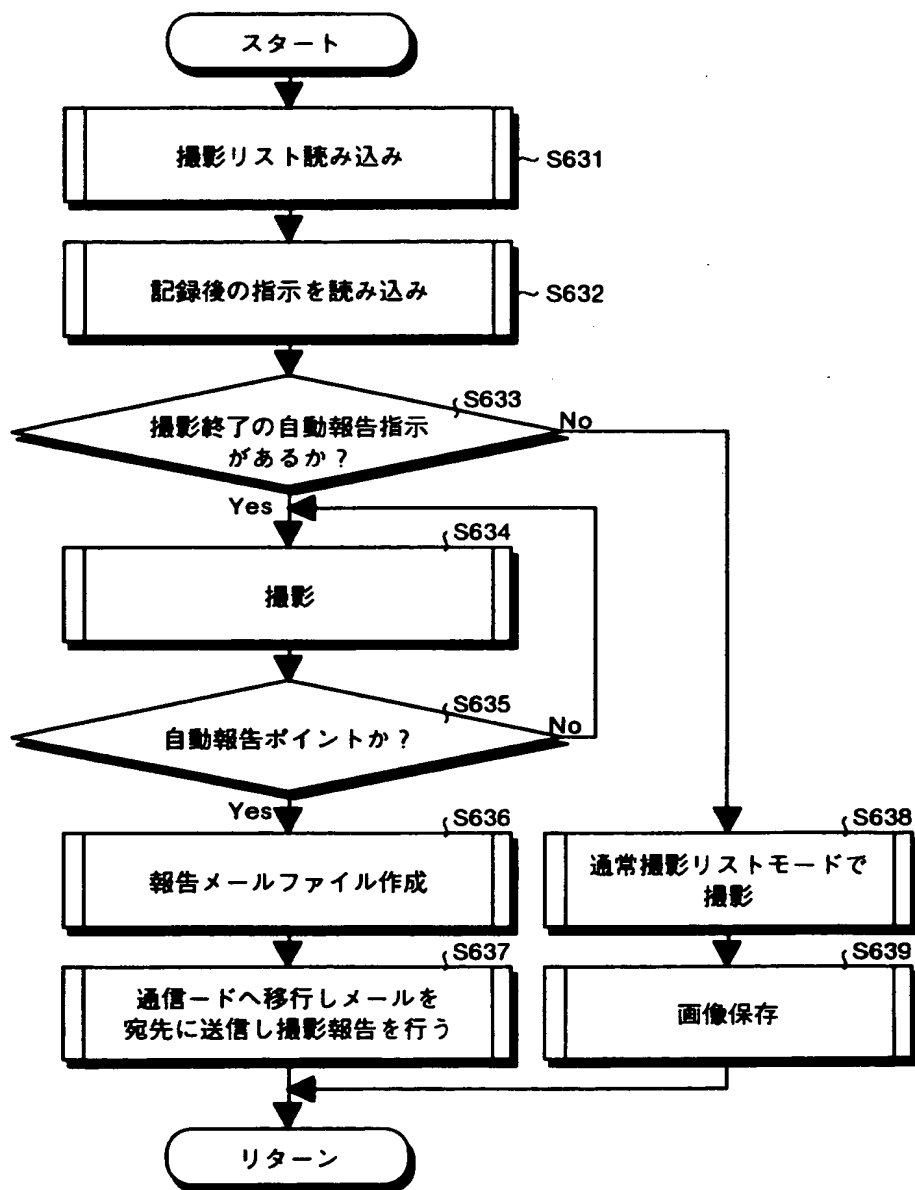 スタート
撮影リスト読み込み
S631
記録後の指示を読み込み
S632
S633
撮影終了の自動報告指示
があるか?
No
Yes
S634
撮影
S635
自動報告ポイントか?
No
Yes
S636
報告メールファイル作成
S638
通常撮影リストモードで
撮影
S637
通信ードへ移行しメールを
宛先に送信し撮影報告を行う
S639
画像保存
リターン